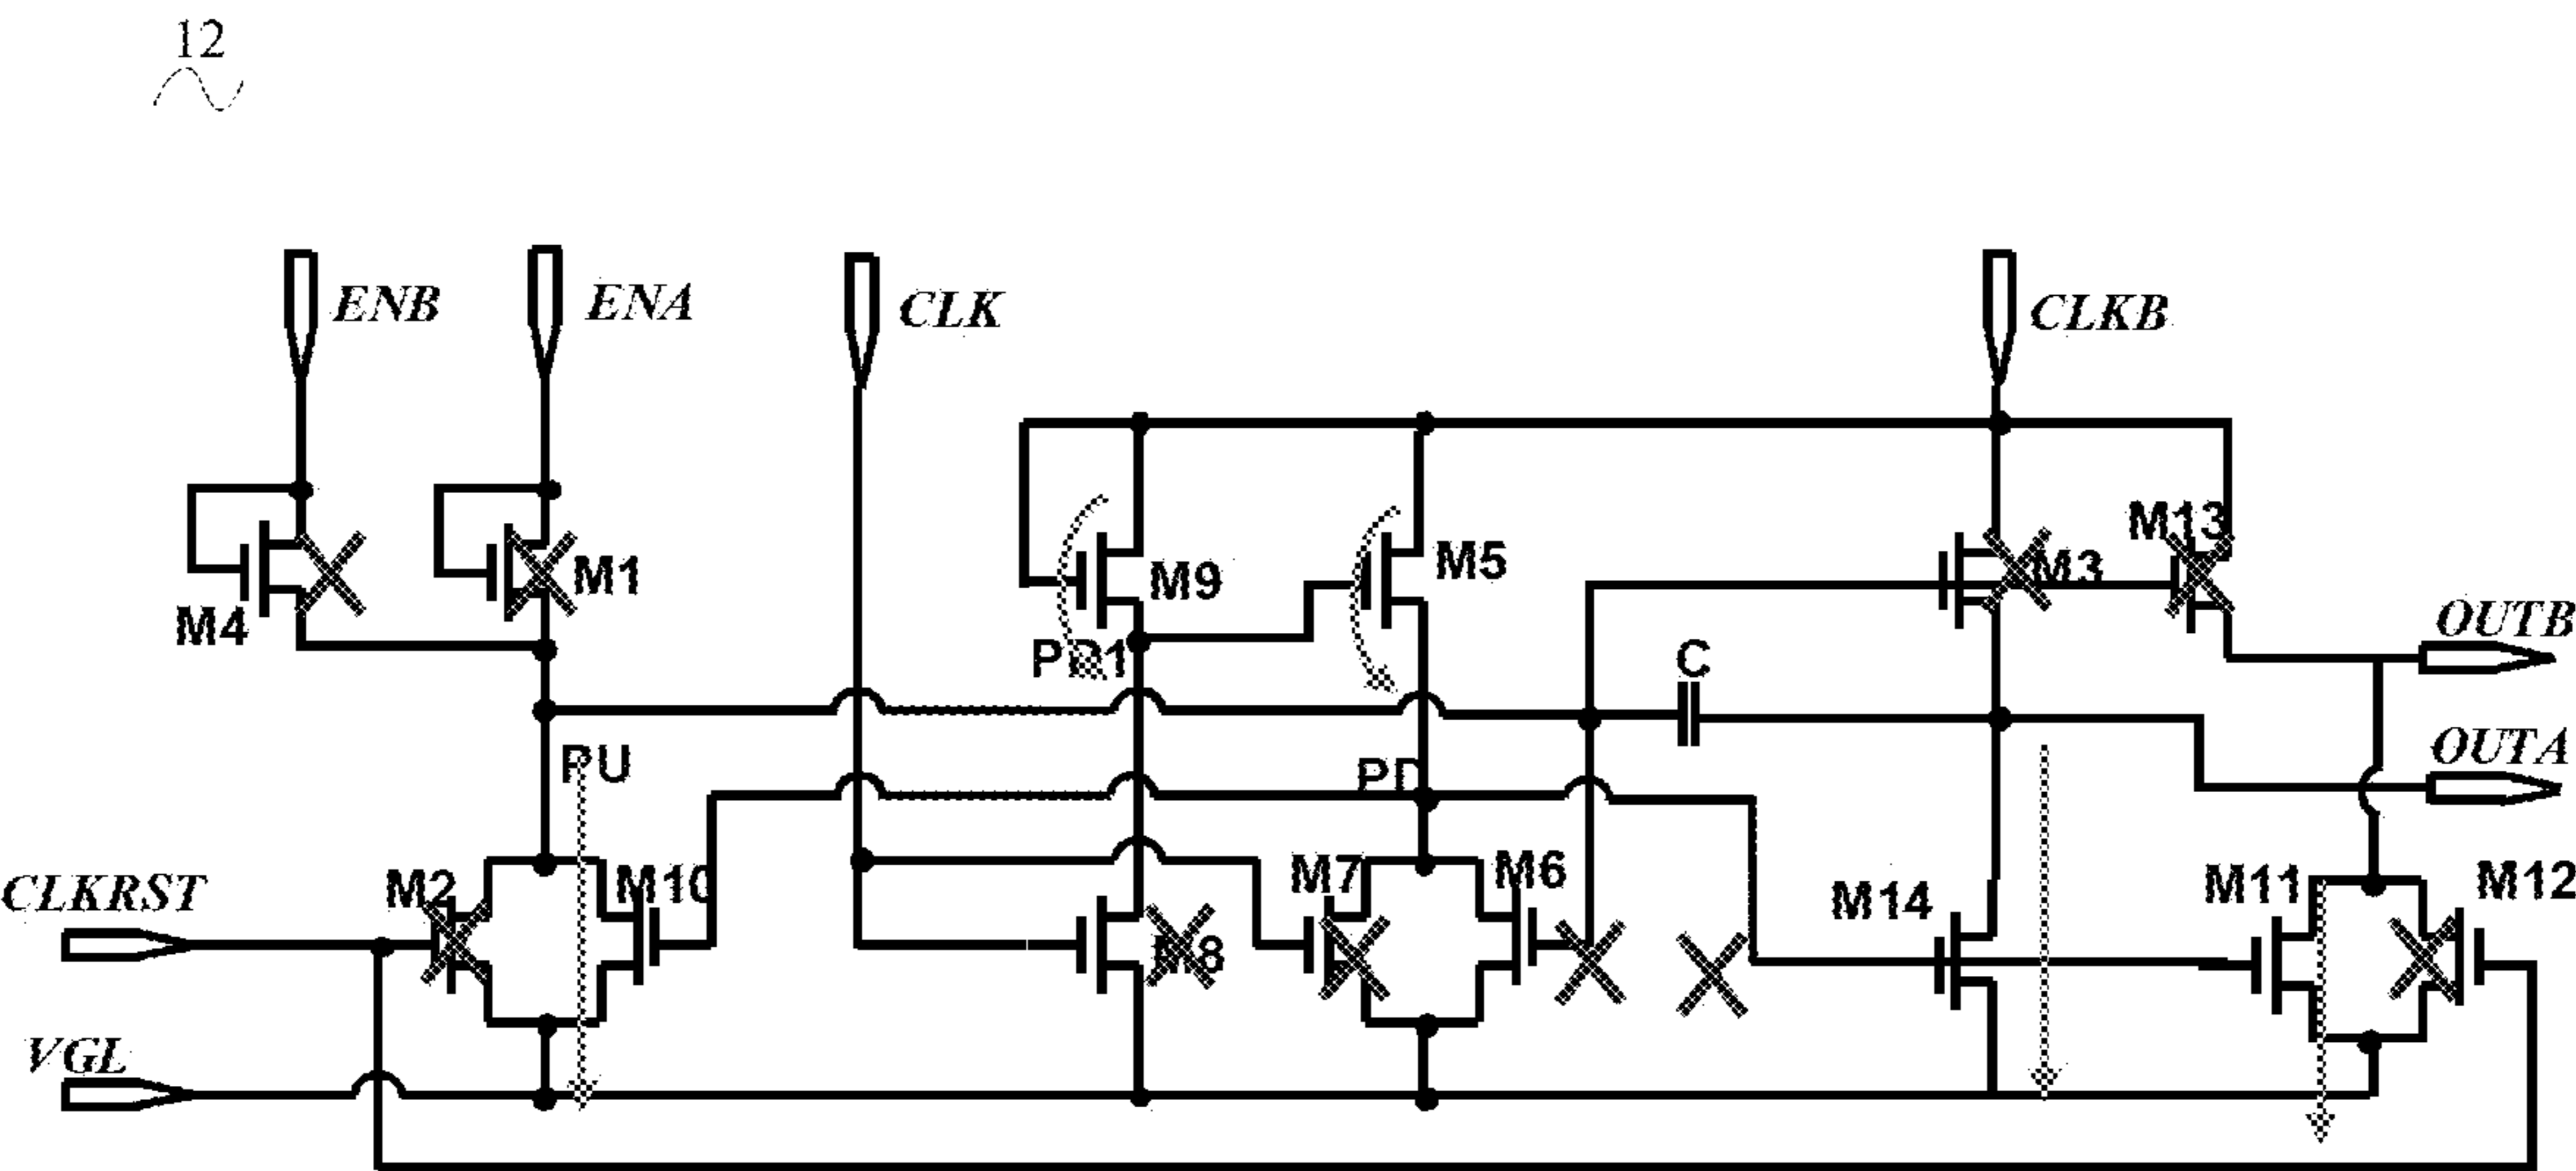 12
ENB
ENA
CLK
CLKB
M4
M1
M9
M5
M3
M13
OUTB
PD1
C
OUTA
PU
PD
CLKRST
M2
M10
M8
M7
M6
M14
M11
M12
VGL